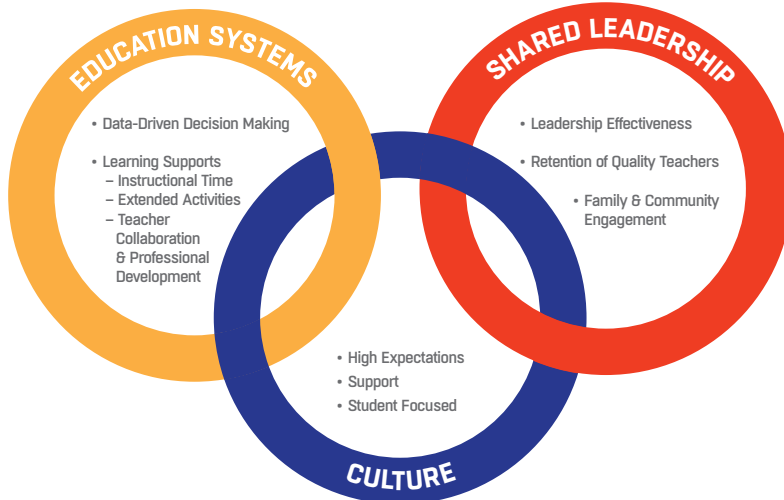 EDUCATION SYSTEMS
• Data-Driven Decision Making
• Learning Supports
– Instructional Time
– Extended Activities
– Teacher
Collaboration
& Professional
Development
SHARED LEADERSHIP
• Leadership Effectiveness
• Retention of Quality Teachers
• Family & Community
Engagement
• High Expectations
• Support
• Student Focused
CULTURE